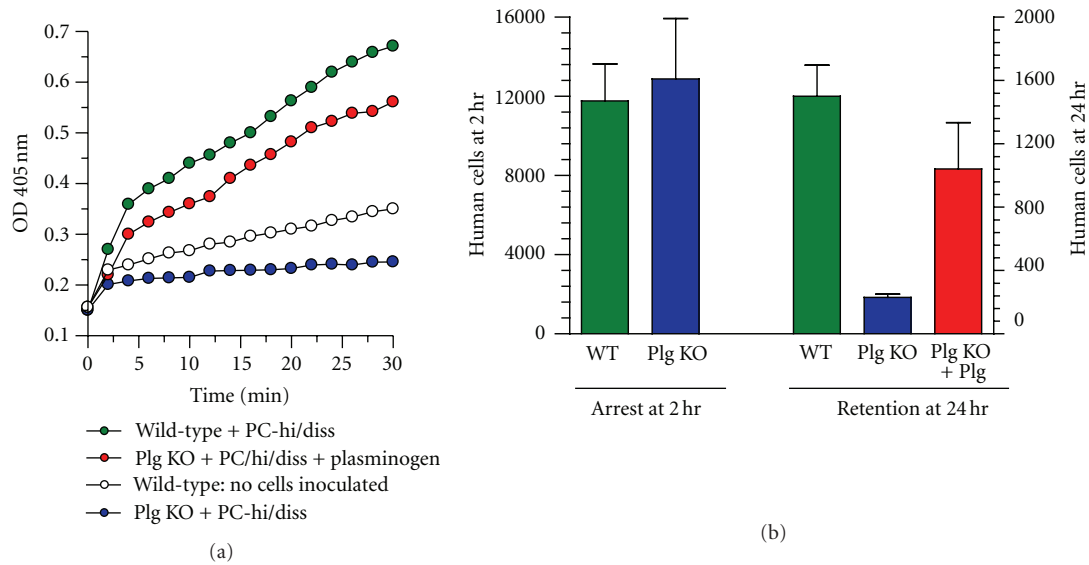 0.7
0.6
0.5
0.4
0.3
0.2
0.1
OD 405 nm
0 5 10 15 20 25 30
Time (min)
Wild-type + PC-hi/diss
Plg KO + PC/hi/diss + plasminogen
Wild-type: no cells inoculated
Plg KO + PC-hi/diss
(a)
16000
12000
8000
4000
0
Human cells at 2 hr
2000
1600
1200
800
400
0
Human cells at 24 hr
WT Plg KO WT Plg KO Plg KO
+ Plg
Arrest at 2 hr Retention at 24 hr
(b)